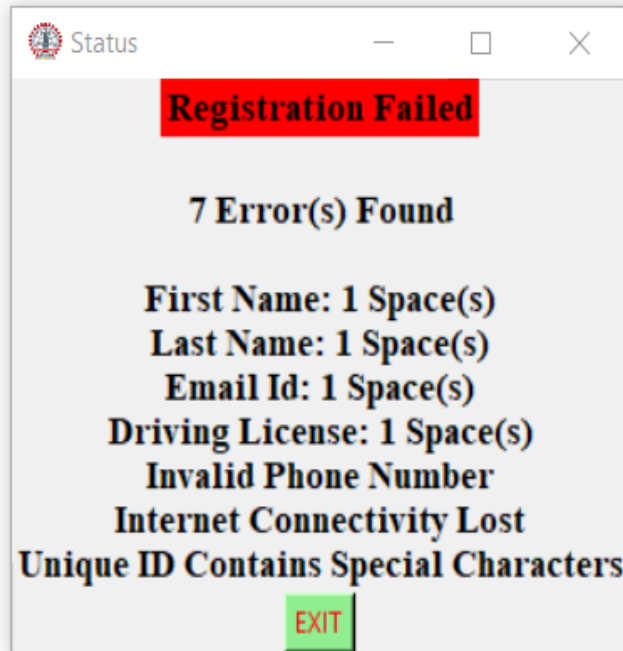 Status
Registration Failed
7 Error(s) Found
First Name: 1 Space(s)
Last Name: 1 Space(s)
Email Id: 1 Space(s)
Driving License: 1 Space(s)
Invalid Phone Number
Internet Connectivity Lost
Unique ID Contains Special Characters
EXIT